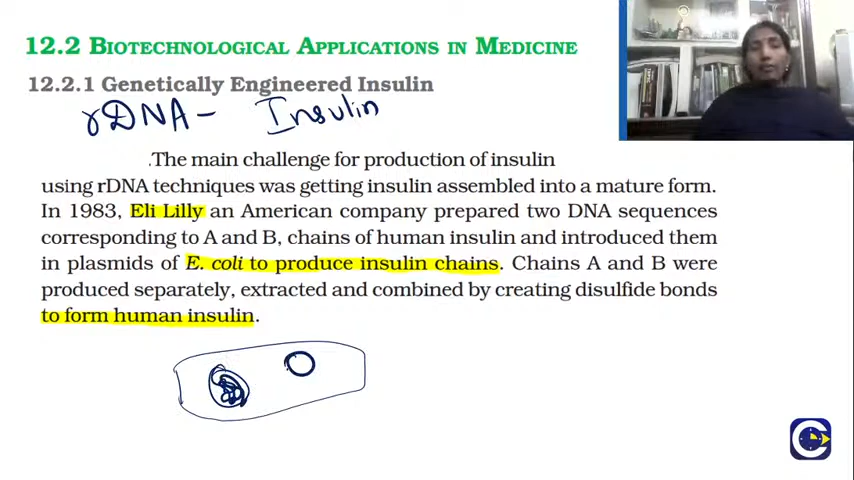 12.2 BIOTECHNOLOGICAL APPLICATIONS IN MEDICINE
12.2.1 Genetically Engineered Insulin
rDNA - Insulin
.The main challenge for production of insulin
using rDNA techniques was getting insulin assembled into a mature form.
In 1983, Eli Lilly an American company prepared two DNA sequences
corresponding to A and B, chains of human insulin and introduced them
in plasmids of E. coli to produce insulin chains. Chains A and B were
produced separately, extracted and combined by creating disulfide bonds
to form human insulin.